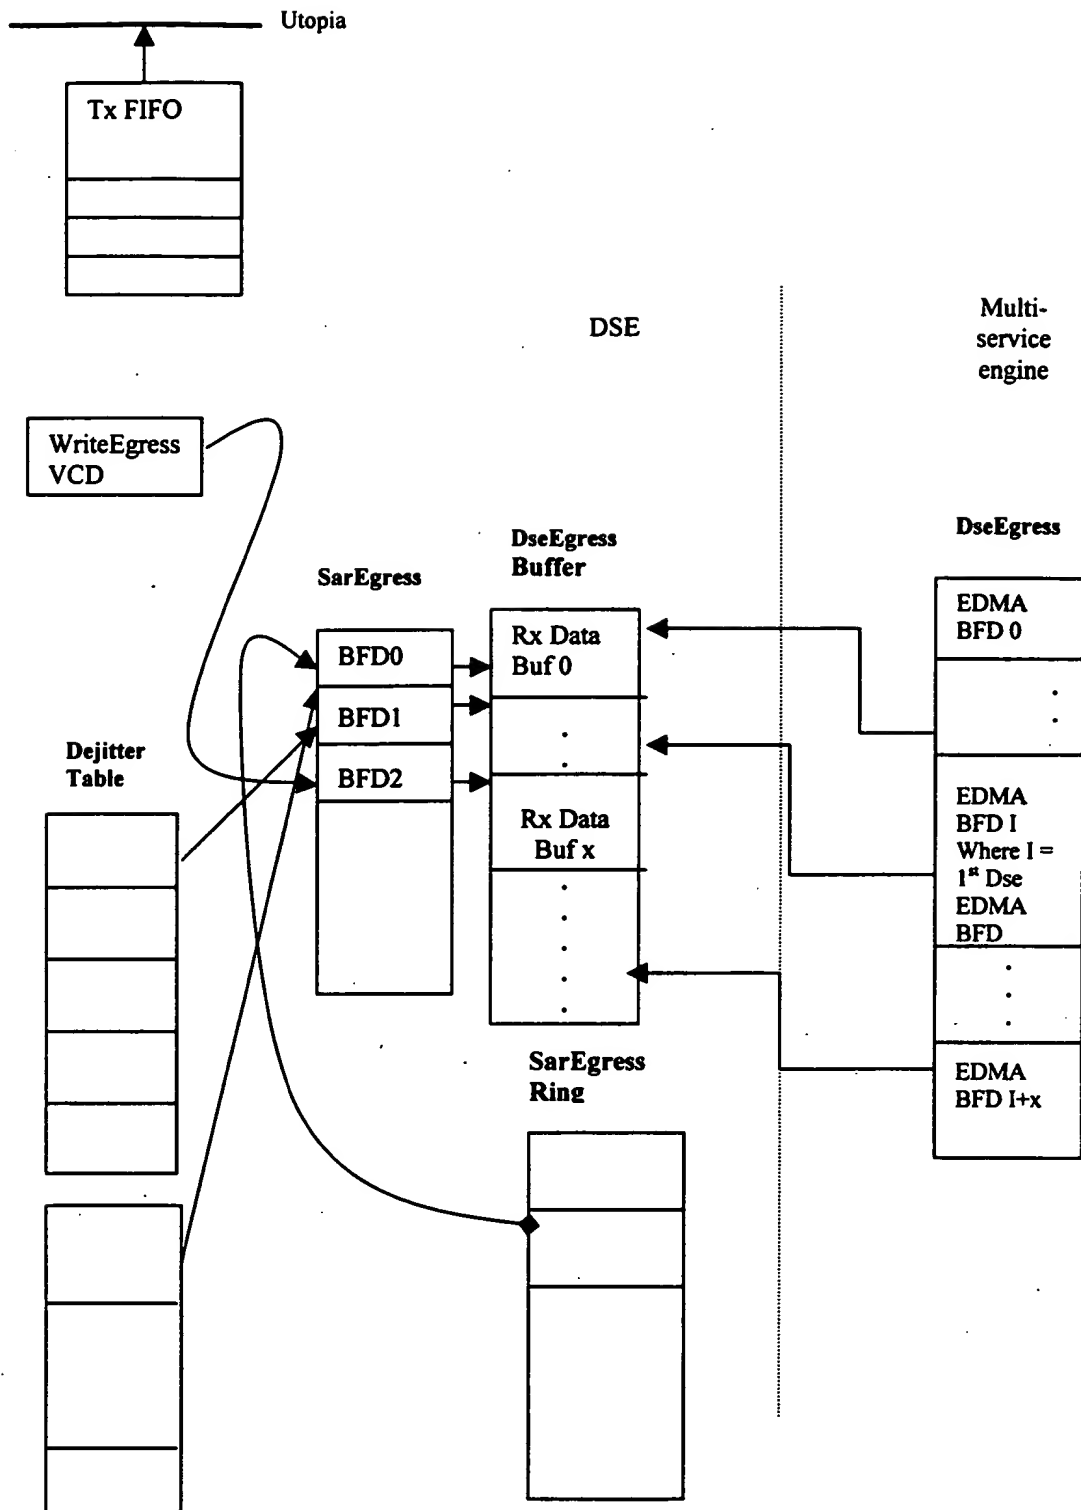 Utopia
Tx FIFO
DSE
Multi-
service
engine
WriteEgress
VCD
DseEgress
Buffer
DseEgress
SarEgress
EDMA
BFD 0
Rx Data
Buf 0
BFD0
BFD1
BFD2
Dejitter
Table
Rx Data
Buf x
EDMA
BFD I
Where I =
1st Dse
EDMA
BFD
SarEgress
Ring
EDMA
BFD I+x